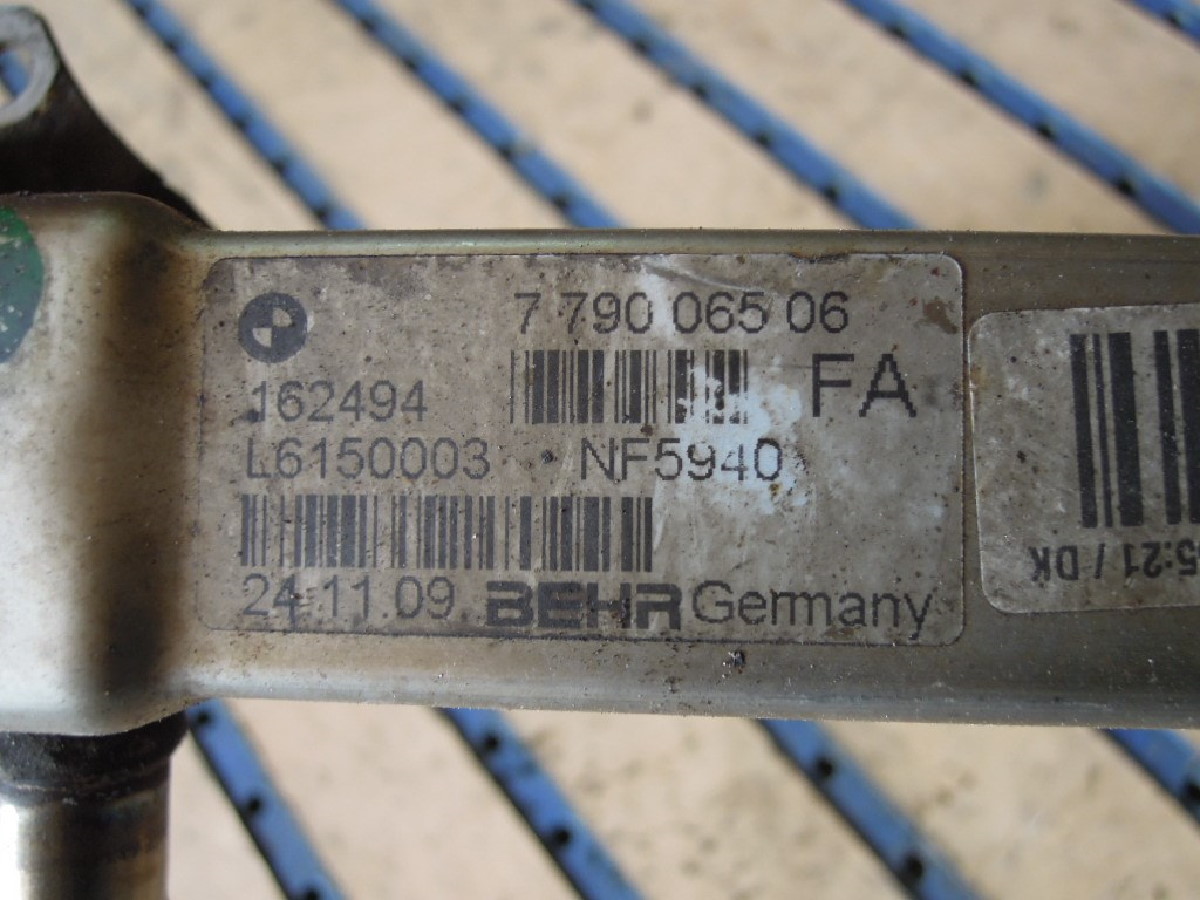 7 790 065 06
FA
162494
L6150003 NF5940
24.11.09 BEHR Germany
5:21 / DK